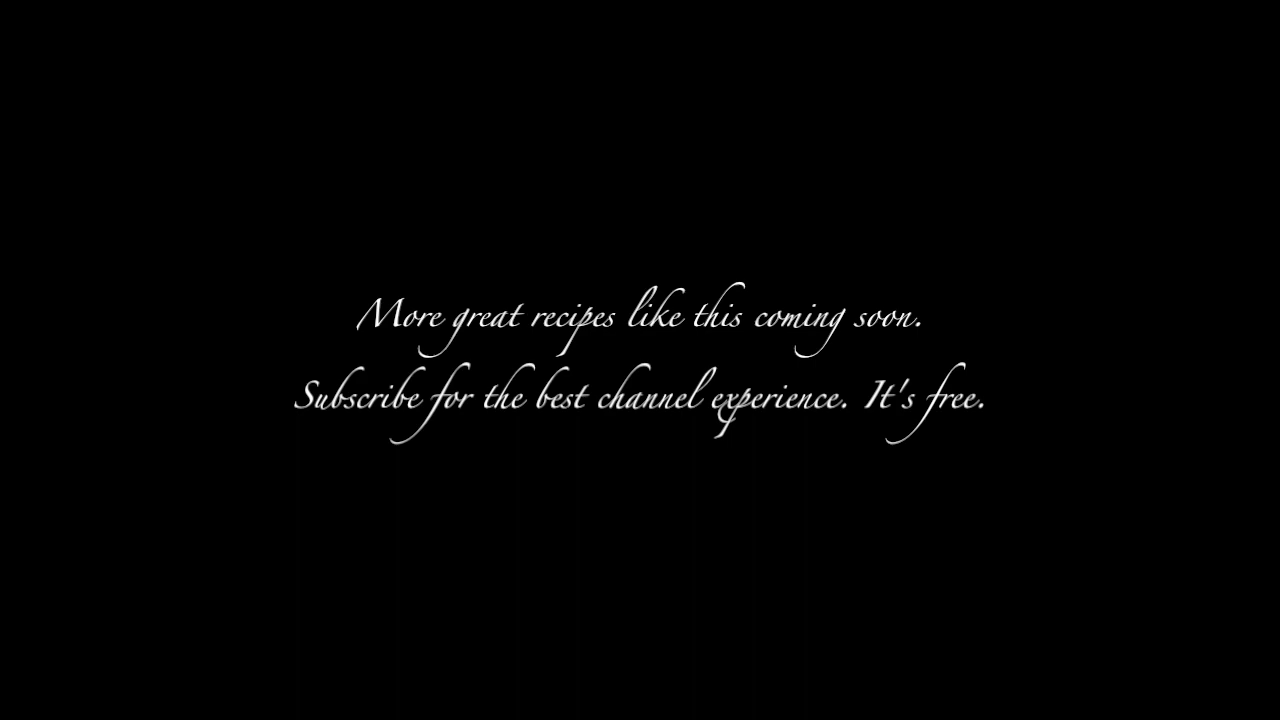 More great recipes like this coming soon.
Subscribe for the best channel experience. It's free.